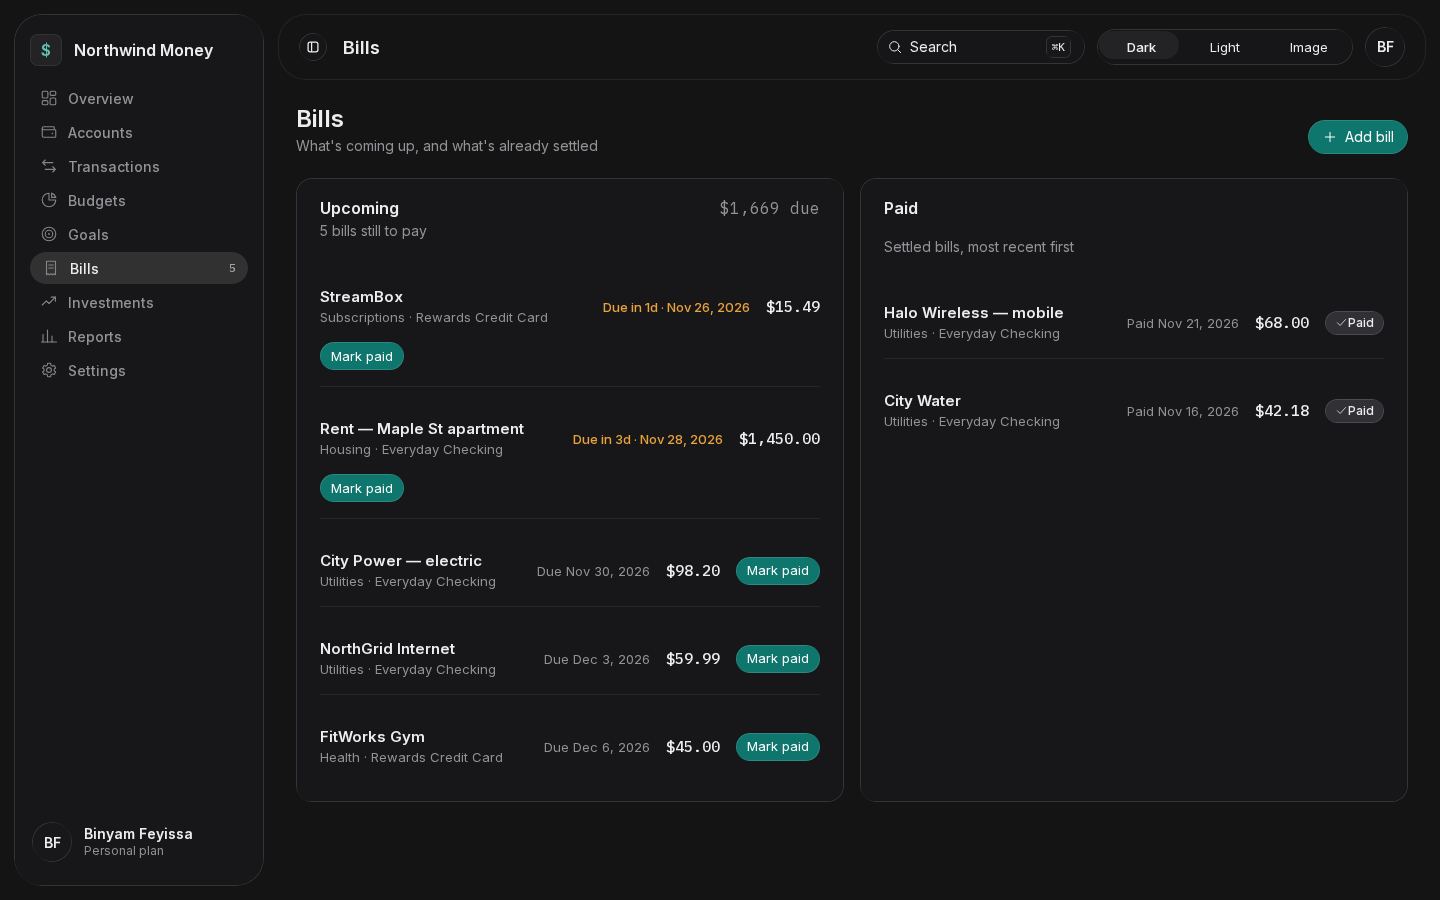 $ Northwind Money
Overview
Accounts
Transactions
Budgets
Goals
Bills 5
Investments
Reports
Settings
BF
Binyam Feyissa
Personal plan
Bills
Search ⌘K
Dark Light Image
BF
Bills
What's coming up, and what's already settled
+ Add bill
Upcoming $1,669 due
5 bills still to pay
StreamBox
Subscriptions · Rewards Credit Card
Due in 1d · Nov 26, 2026 $15.49
Mark paid
Rent — Maple St apartment
Housing · Everyday Checking
Due in 3d · Nov 28, 2026 $1,450.00
Mark paid
City Power — electric
Utilities · Everyday Checking
Due Nov 30, 2026 $98.20 Mark paid
NorthGrid Internet
Utilities · Everyday Checking
Due Dec 3, 2026 $59.99 Mark paid
FitWorks Gym
Health · Rewards Credit Card
Due Dec 6, 2026 $45.00 Mark paid
Paid
Settled bills, most recent first
Halo Wireless — mobile
Utilities · Everyday Checking
Paid Nov 21, 2026 $68.00 ✓Paid
City Water
Utilities · Everyday Checking
Paid Nov 16, 2026 $42.18 ✓Paid